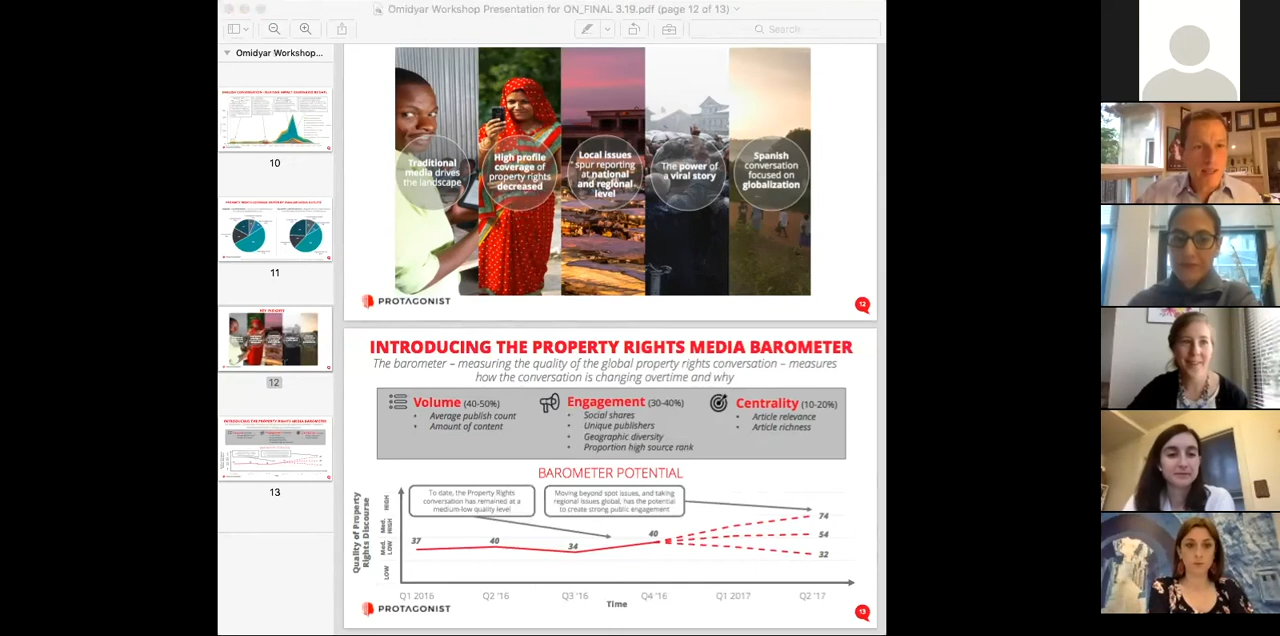 Omidyar Workshop Presentation for ON_FINAL 3.19.pdf (page 12 of 13)
Search
Omidyar Workshop...
10
11
KEY INSIGHTS
12
13
Traditional
media drives
the landscape
High profile
coverage of
property rights
decreased
Local issues
spur reporting
at national
and regional
level
The power of
a viral story
Spanish
conversation
focused on
globalization
PROTAGONIST
12
INTRODUCING THE PROPERTY RIGHTS MEDIA BAROMETER
The barometer – measuring the quality of the global property rights conversation – measures
how the conversation is changing overtime and why
Volume (40-50%)
• Average publish count
• Amount of content
Engagement (30-40%)
• Social shares
• Unique publishers
• Geographic diversity
• Proportion high source rank
Centrality (10-20%)
Article relevance
Article richness
BAROMETER POTENTIAL
Quality of Property
Rights Discourse
HIGH
Med. HIGH
Med. LOW
LOW
To date, the Property Rights
conversation has remained at a
medium-low quality level
Moving beyond spot issues, and taking
regional issues global, has the potential
to create strong public engagement
37
40
34
40
74
54
32
Q1 2016
Q2 '16
Q3 '16
Q4 '16
Q1 2017
Q2 '17
Time
PROTAGONIST
13